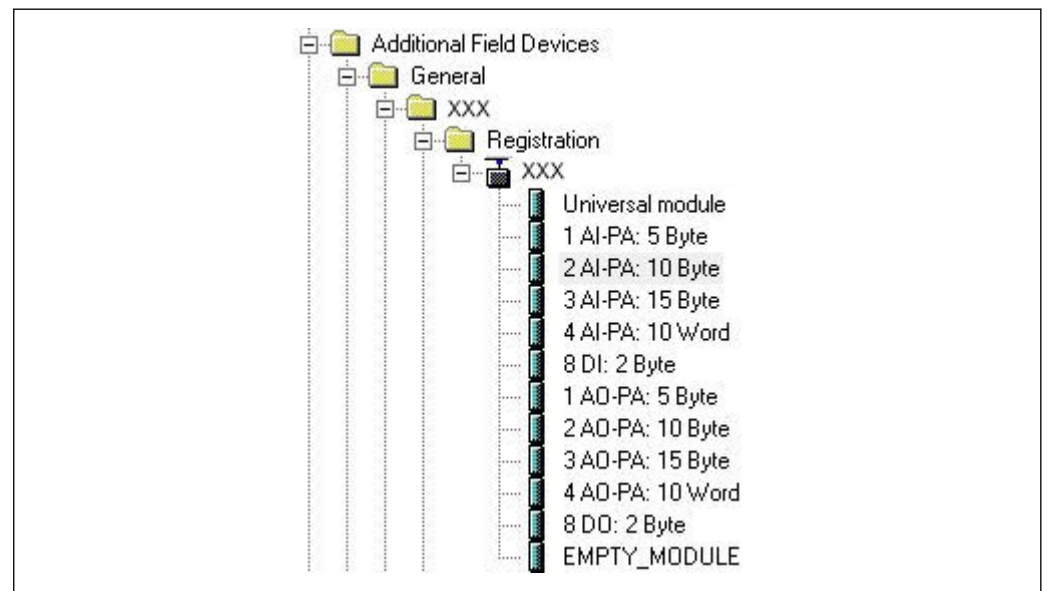 Additional Field Devices
General
XXX
Registration
XXX
Universal module
1 AI-PA: 5 Byte
2 AI-PA: 10 Byte
3 AI-PA: 15 Byte
4 AI-PA: 10 Word
8 DI: 2 Byte
1 AO-PA: 5 Byte
2 AO-PA: 10 Byte
3 AO-PA: 15 Byte
4 AO-PA: 10 Word
8 DO: 2 Byte
EMPTY_MODULE